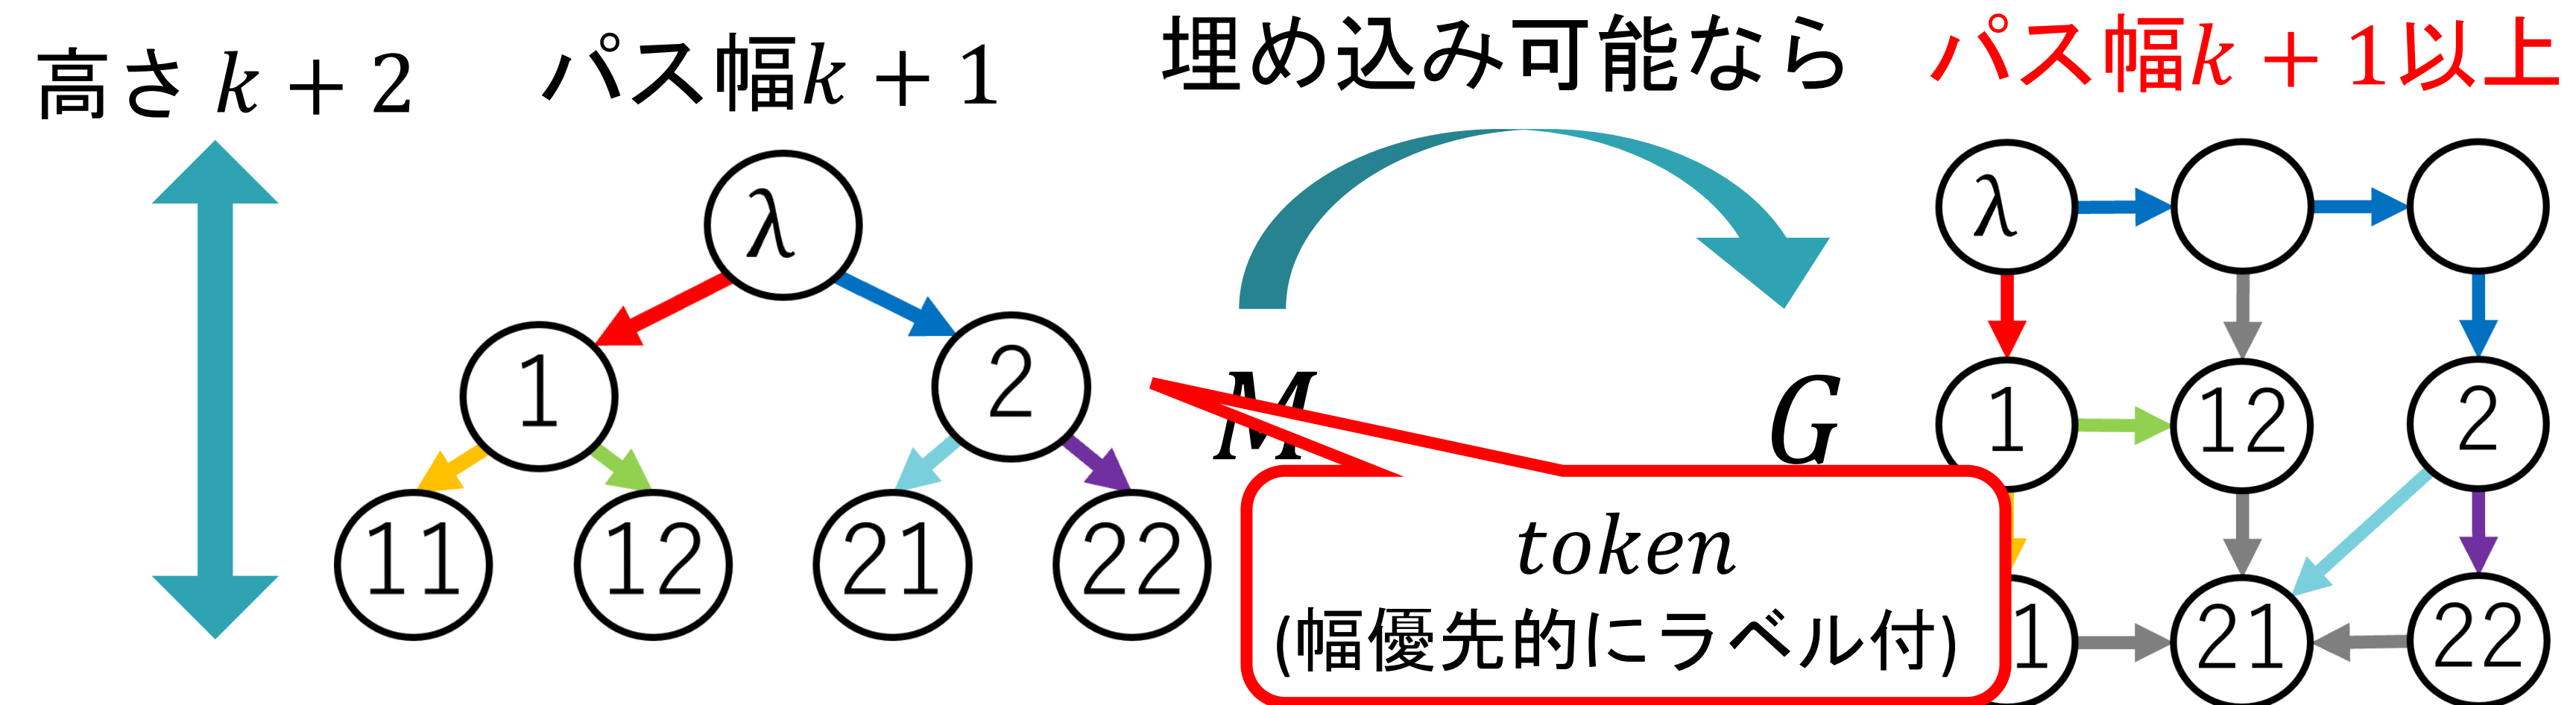 高さ k + 2
パス幅k + 1
埋め込み可能なら
パス幅k + 1以上
λ
1
2
11
12
21
22
M
G
token
(幅優先的にラベル付)
λ
1
12
2
1
21
22